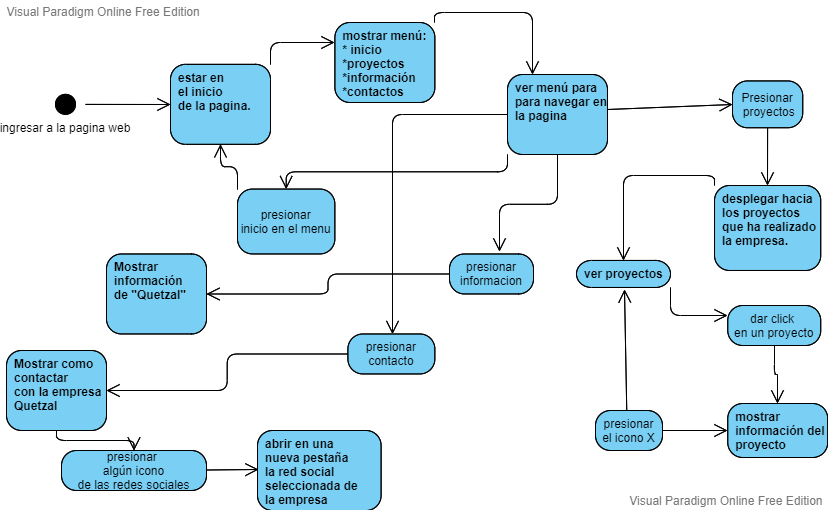 Visual Paradigm Online Free Edition
ingresar a la pagina web
estar en
el inicio
de la pagina.
mostrar menú:
* inicio
*proyectos
*información
*contactos
ver menú para
para navegar en
la pagina
Presionar
proyectos
presionar
inicio en el menu
desplegar hacia
los proyectos
que ha realizado
la empresa.
Mostrar
información
de "Quetzal"
presionar
informacion
ver proyectos
dar click
en un proyecto
presionar
contacto
Mostrar como
contactar
con la empresa
Quetzal
presionar
el icono X
mostrar
información del
proyecto
presionar
algún icono
de las redes sociales
abrir en una
nueva pestaña
la red social
seleccionada de
la empresa
Visual Paradigm Online Free Edition